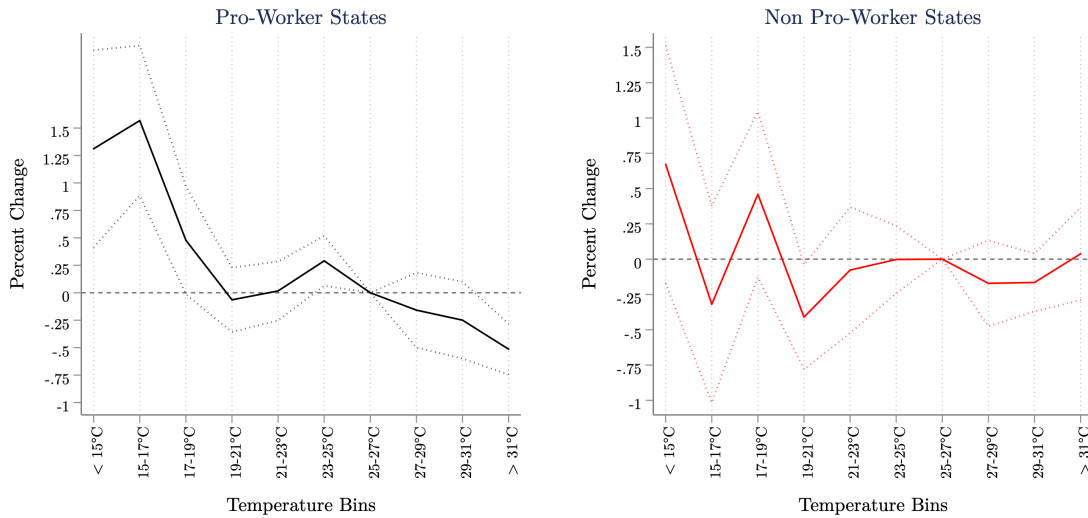 Pro-Worker States
Percent Change
1.5
1.25
1
.75
.5
.25
0
-.25
-.5
-.75
-1
< 15°C
15-17°C
17-19°C
19-21°C
21-23°C
23-25°C
25-27°C
27-29°C
29-31°C
> 31°C
Temperature Bins
Non Pro-Worker States
Percent Change
1.5
1.25
1
.75
.5
.25
0
-.25
-.5
-.75
-1
< 15°C
15-17°C
17-19°C
19-21°C
21-23°C
23-25°C
25-27°C
27-29°C
29-31°C
> 31°C
Temperature Bins